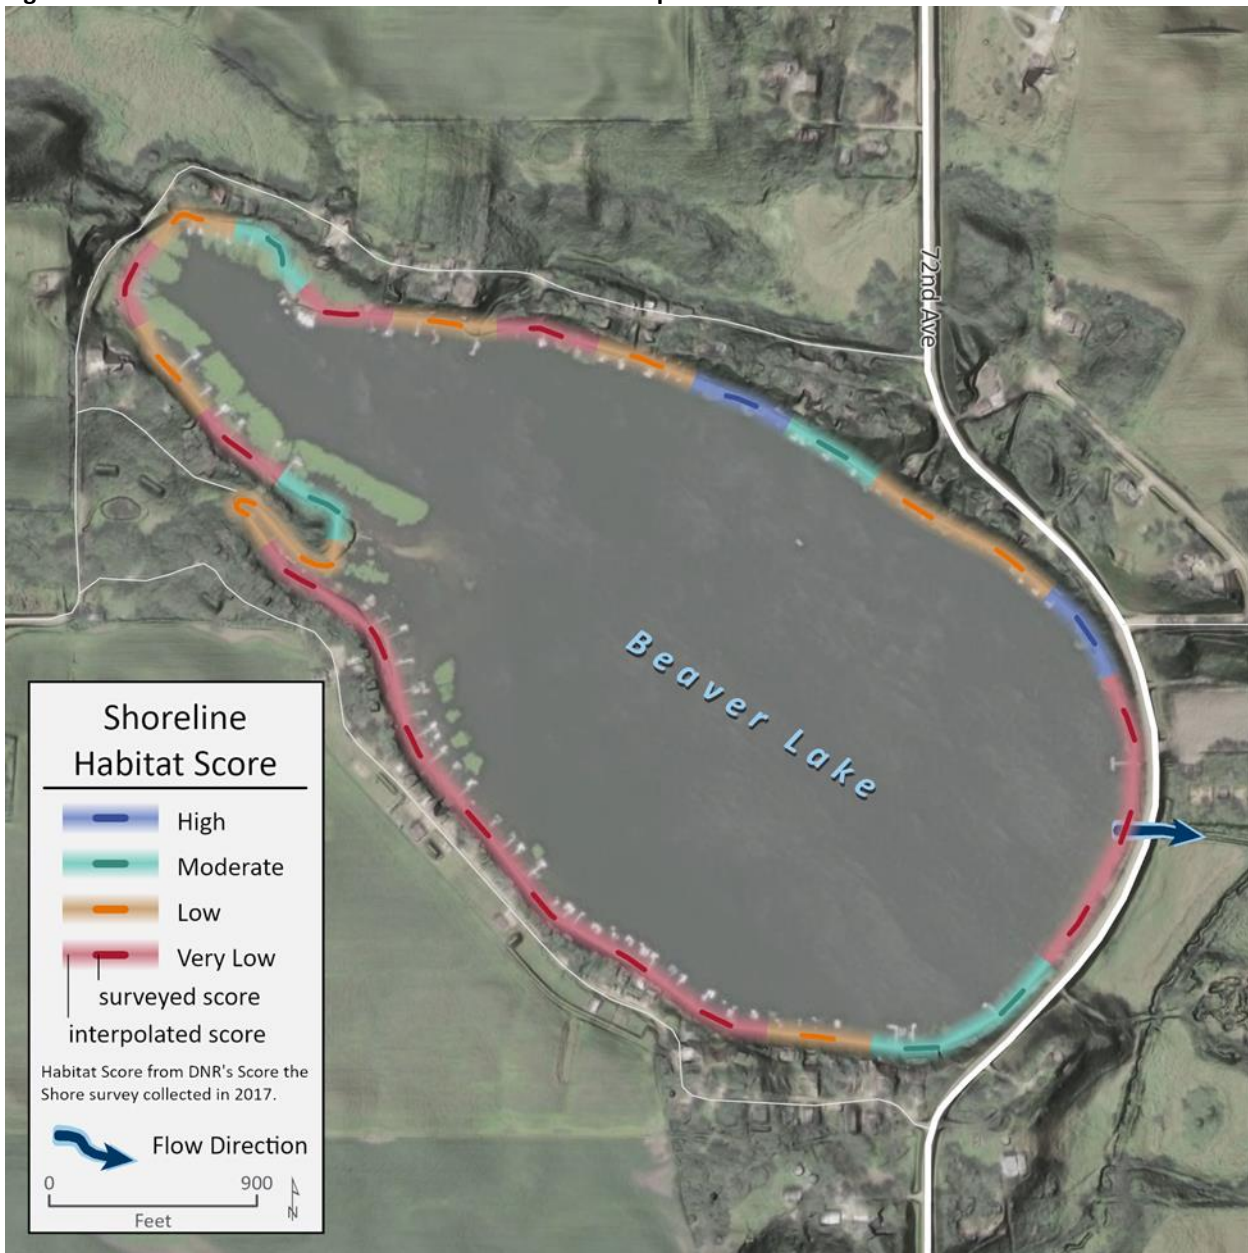 72nd Ave
Beaver Lake
Shoreline
Habitat Score
High
Moderate
Low
Very Low
surveyed score
interpolated score
Habitat Score from DNR's Score the
Shore survey collected in 2017.
Flow Direction
0 900
Feet
N